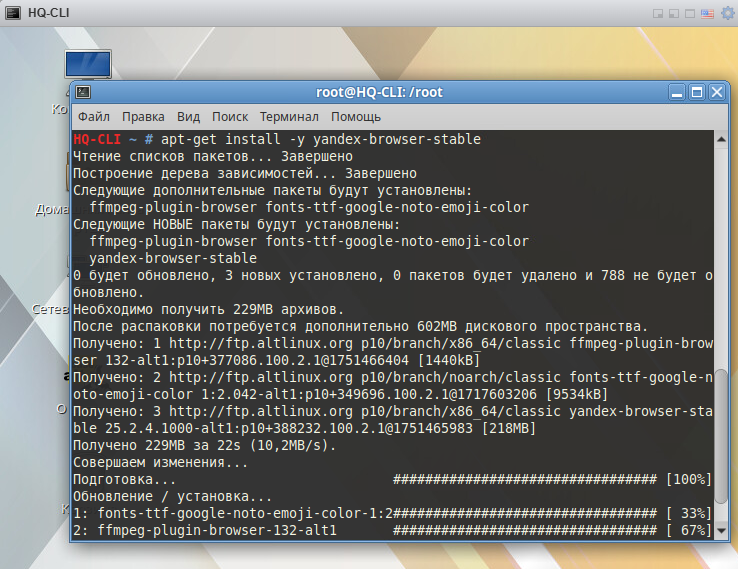 HQ-CLI
root@HQ-CLI: /root
Файл Правка Вид Поиск Терминал Помощь
HQ-CLI ~ # apt-get install -y yandex-browser-stable
Чтение списков пакетов... Завершено
Построение дерева зависимостей... Завершено
Следующие дополнительные пакеты будут установлены:
ffmpeg-plugin-browser fonts-ttf-google-noto-emoji-color
Следующие НОВЫЕ пакеты будут установлены:
ffmpeg-plugin-browser fonts-ttf-google-noto-emoji-color
yandex-browser-stable
0 будет обновлено, 3 новых установлено, 0 пакетов будет удалено и 788 не будет о
бновлено.
Необходимо получить 229MB архивов.
После распаковки потребуется дополнительно 602MB дискового пространства.
Получено: 1 http://ftp.altlinux.org p10/branch/x86_64/classic ffmpeg-plugin-brow
ser 132-alt1:p10+377086.100.2.1@1751466404 [1440kB]
Получено: 2 http://ftp.altlinux.org p10/branch/noarch/classic fonts-ttf-google-n
oto-emoji-color 1:2.042-alt1:p10+349696.100.2.1@1717603206 [9534kB]
Получено: 3 http://ftp.altlinux.org p10/branch/x86_64/classic yandex-browser-sta
ble 25.2.4.1000-alt1:p10+388232.100.2.1@1751465983 [218MB]
Получено 229MB за 22s (10,2MB/s).
Совершаем изменения...
Подготовка... ################################# [100%]
Обновление / установка...
1: fonts-ttf-google-noto-emoji-color-1:2################################# [ 33%]
2: ffmpeg-plugin-browser-132-alt1 ################################# [ 67%]
Ко
Дома
Сетев
О
К